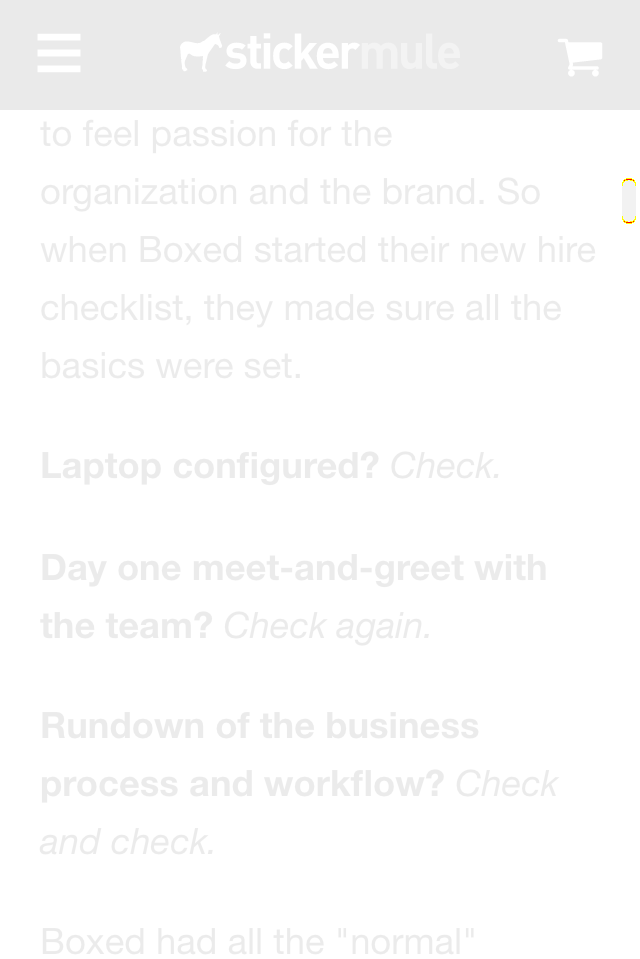 stickermule
to feel passion for the
organization and the brand. So
when Boxed started their new hire
checklist, they made sure all the
basics were set.
Laptop configured? Check.
Day one meet-and-greet with
the team? Check again.
Rundown of the business
process and workflow? Check
and check.
Boxed had all the "normal"